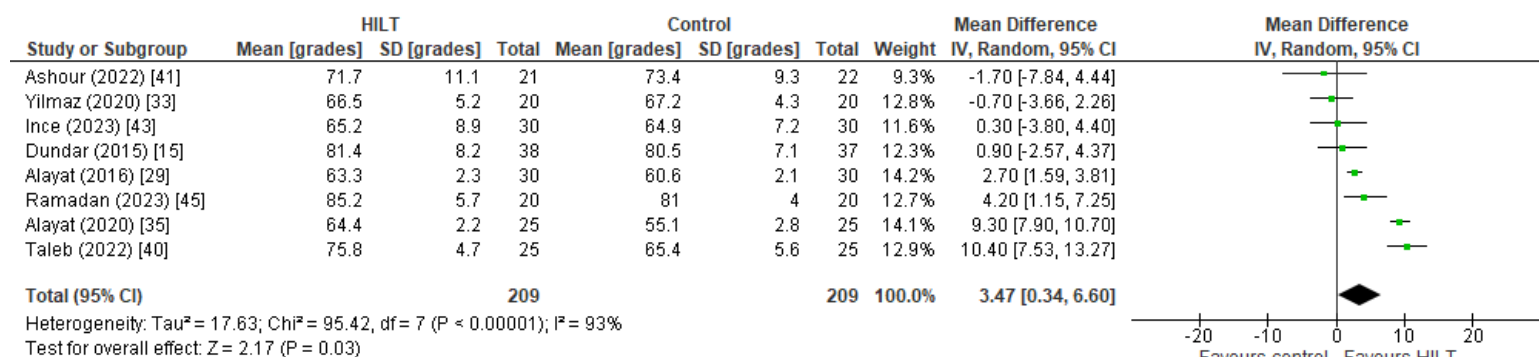 HILT Control Mean Difference Mean Difference
Study or Subgroup Mean [grades] SD [grades] Total Mean [grades] SD [grades] Total Weight IV, Random, 95% CI IV, Random, 95% CI
Ashour (2022) [41] 71.7 11.1 21 73.4 9.3 22 9.3% -1.70 [-7.84, 4.44]
Yilmaz (2020) [33] 66.5 5.2 20 67.2 4.3 20 12.8% -0.70 [-3.66, 2.26]
Ince (2023) [43] 65.2 8.9 30 64.9 7.2 30 11.6% 0.30 [-3.80, 4.40]
Dundar (2015) [15] 81.4 8.2 38 80.5 7.1 37 12.3% 0.90 [-2.57, 4.37]
Alayat (2016) [29] 63.3 2.3 30 60.6 2.1 30 14.2% 2.70 [1.59, 3.81]
Ramadan (2023) [45] 85.2 5.7 20 81 4 20 12.7% 4.20 [1.15, 7.25]
Alayat (2020) [35] 64.4 2.2 25 55.1 2.8 25 14.1% 9.30 [7.90, 10.70]
Taleb (2022) [40] 75.8 4.7 25 65.4 5.6 25 12.9% 10.40 [7.53, 13.27]
Total (95% CI) 209 209 100.0% 3.47 [0.34, 6.60]
Heterogeneity: Tau² = 17.63; Chi² = 95.42, df = 7 (P < 0.00001); I² = 93%
Test for overall effect: Z = 2.17 (P = 0.03)
-20 -10 0 10 20
Favours control Favours HILT